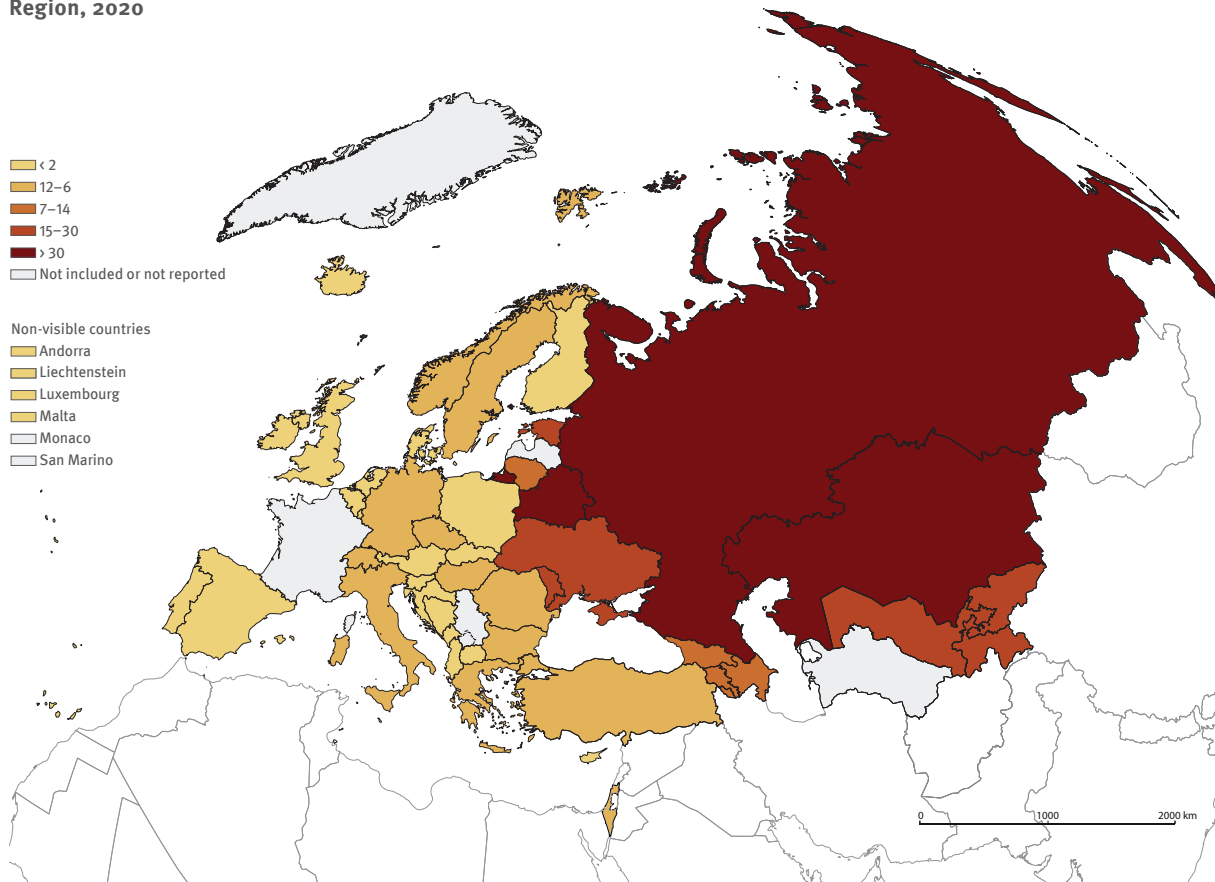 Region, 2020
< 2
12–6
7–14
15–30
> 30
Not included or not reported
Non-visible countries
Andorra
Liechtenstein
Luxembourg
Malta
Monaco
San Marino
0 1000 2000 km